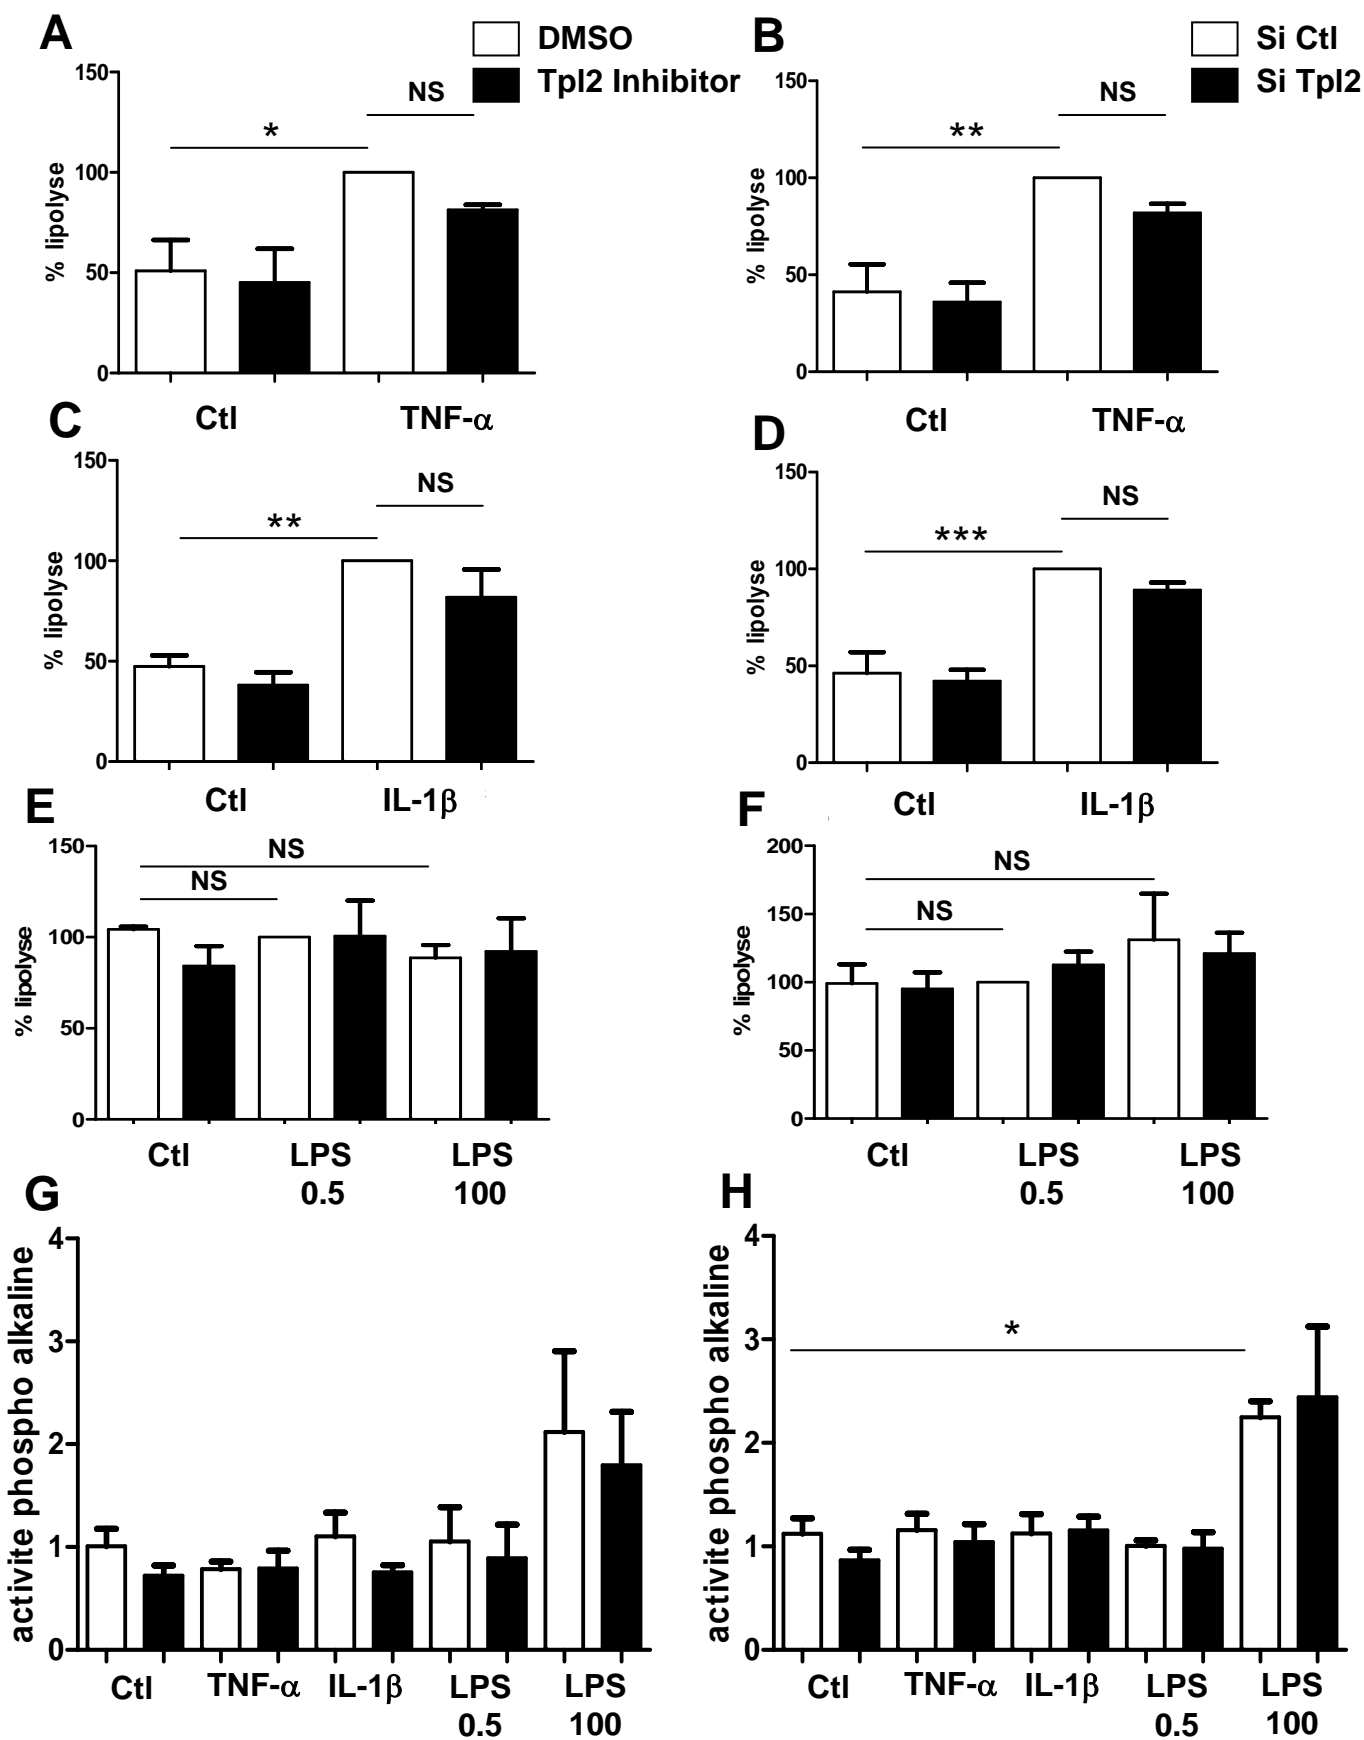 A
DMSO
Tpl2 Inhibitor
150
100
50
0
% lipolyse
*
NS
Ctl
TNF-α
B
Si Ctl
Si Tpl2
150
100
50
0
% lipolyse
**
NS
Ctl
TNF-α
C
150
100
50
0
% lipolyse
**
NS
Ctl
IL-1β
D
150
100
50
0
% lipolyse
***
NS
Ctl
IL-1β
E
150
100
50
0
% lipolyse
NS
NS
Ctl
LPS
0.5
LPS
100
F
200
150
100
50
0
% lipolyse
NS
NS
Ctl
LPS
0.5
LPS
100
G
4
3
2
1
0
activite phospho alkaline
Ctl
TNF-α
IL-1β
LPS
0.5
LPS
100
H
4
3
2
1
0
activite phospho alkaline
*
Ctl
TNF-α
IL-1β
LPS
0.5
LPS
100